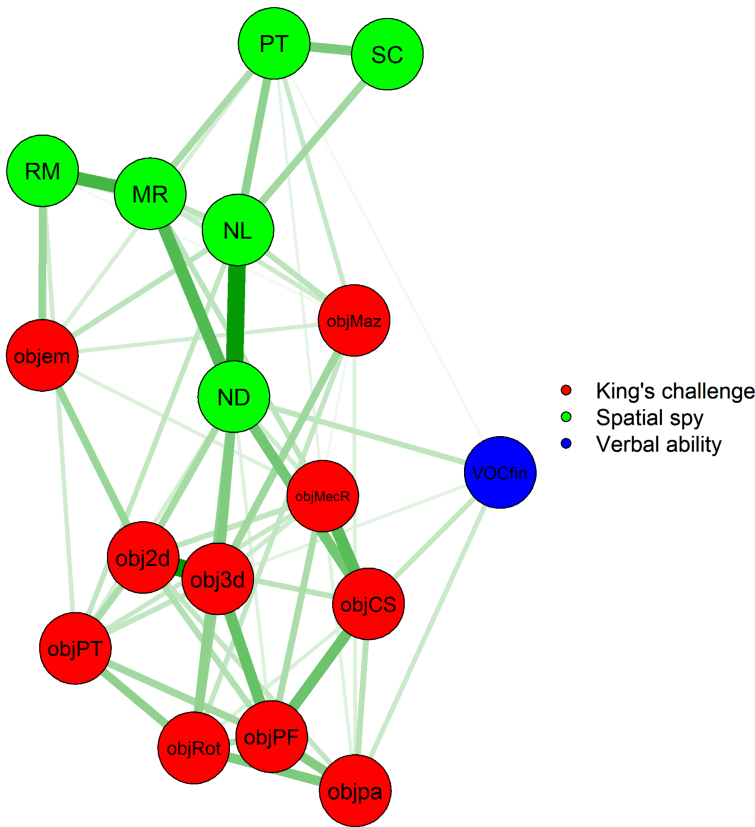 PT
SC
RM
MR
NL
objMaz
objem
ND
King's challenge
Spatial spy
Verbal ability
VOCfin
objMecR
obj2d
obj3d
objCS
objPT
objRot
objPF
objpa